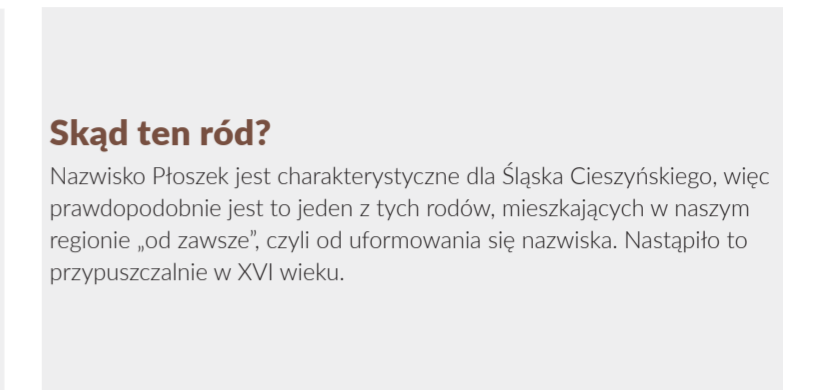 Skąd ten ród?
Nazwisko Płoszek jest charakterystyczne dla Śląska Cieszyńskiego, więc
prawdopodobnie jest to jeden z tych rodów, mieszkających w naszym
regionie „od zawsze”, czyli od uformowania się nazwiska. Nastąpiło to
przypuszczalnie w XVI wieku.